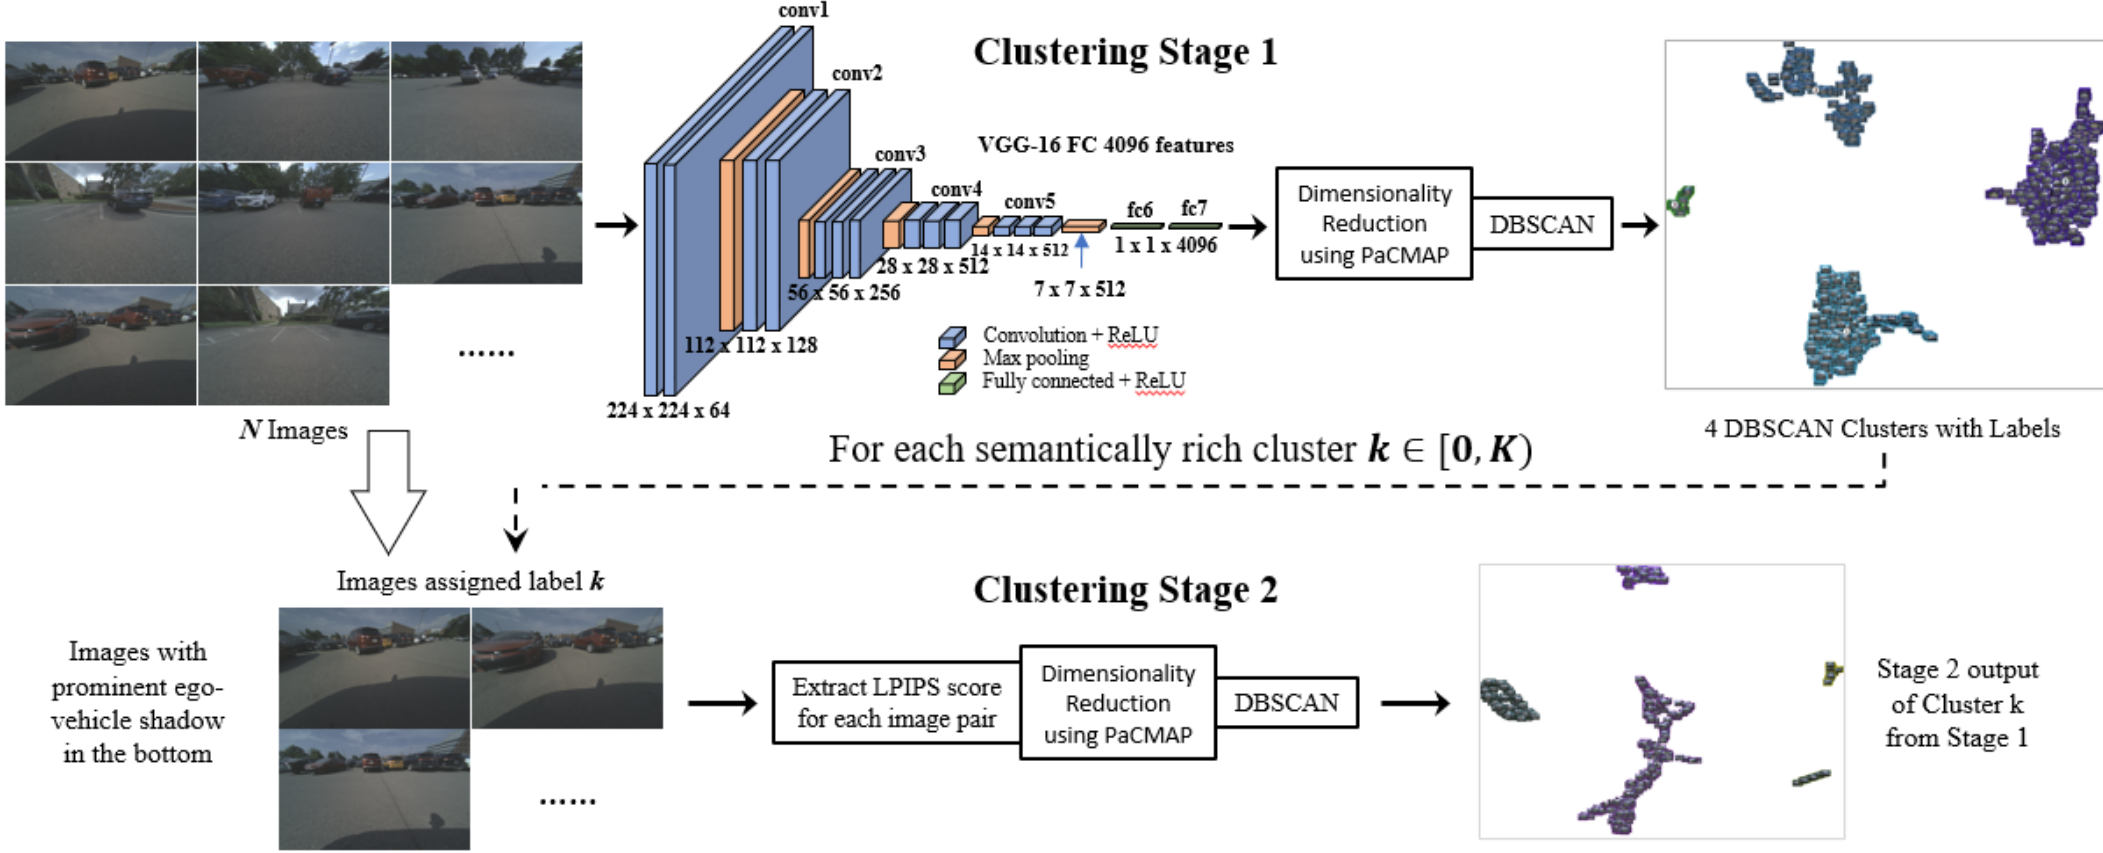 conv1
Clustering Stage 1
conv2
VGG-16 FC 4096 features
conv3
conv4
conv5
fc6
fc7
1 x 1 x 4096
14 x 14 x 512
28 x 28 x 512
7 x 7 x 512
56 x 56 x 256
112 x 112 x 128
224 x 224 x 64
Convolution + ReLU
Max pooling
Fully connected + ReLU
Dimensionality
Reduction
using PaCMAP
DBSCAN
......
N Images
4 DBSCAN Clusters with Labels
For each semantically rich cluster k ∈ [0, K)
Images assigned label k
Clustering Stage 2
Images with
prominent ego-
vehicle shadow
in the bottom
......
Extract LPIPS score
for each image pair
Dimensionality
Reduction
using PaCMAP
DBSCAN
Stage 2 output
of Cluster k
from Stage 1